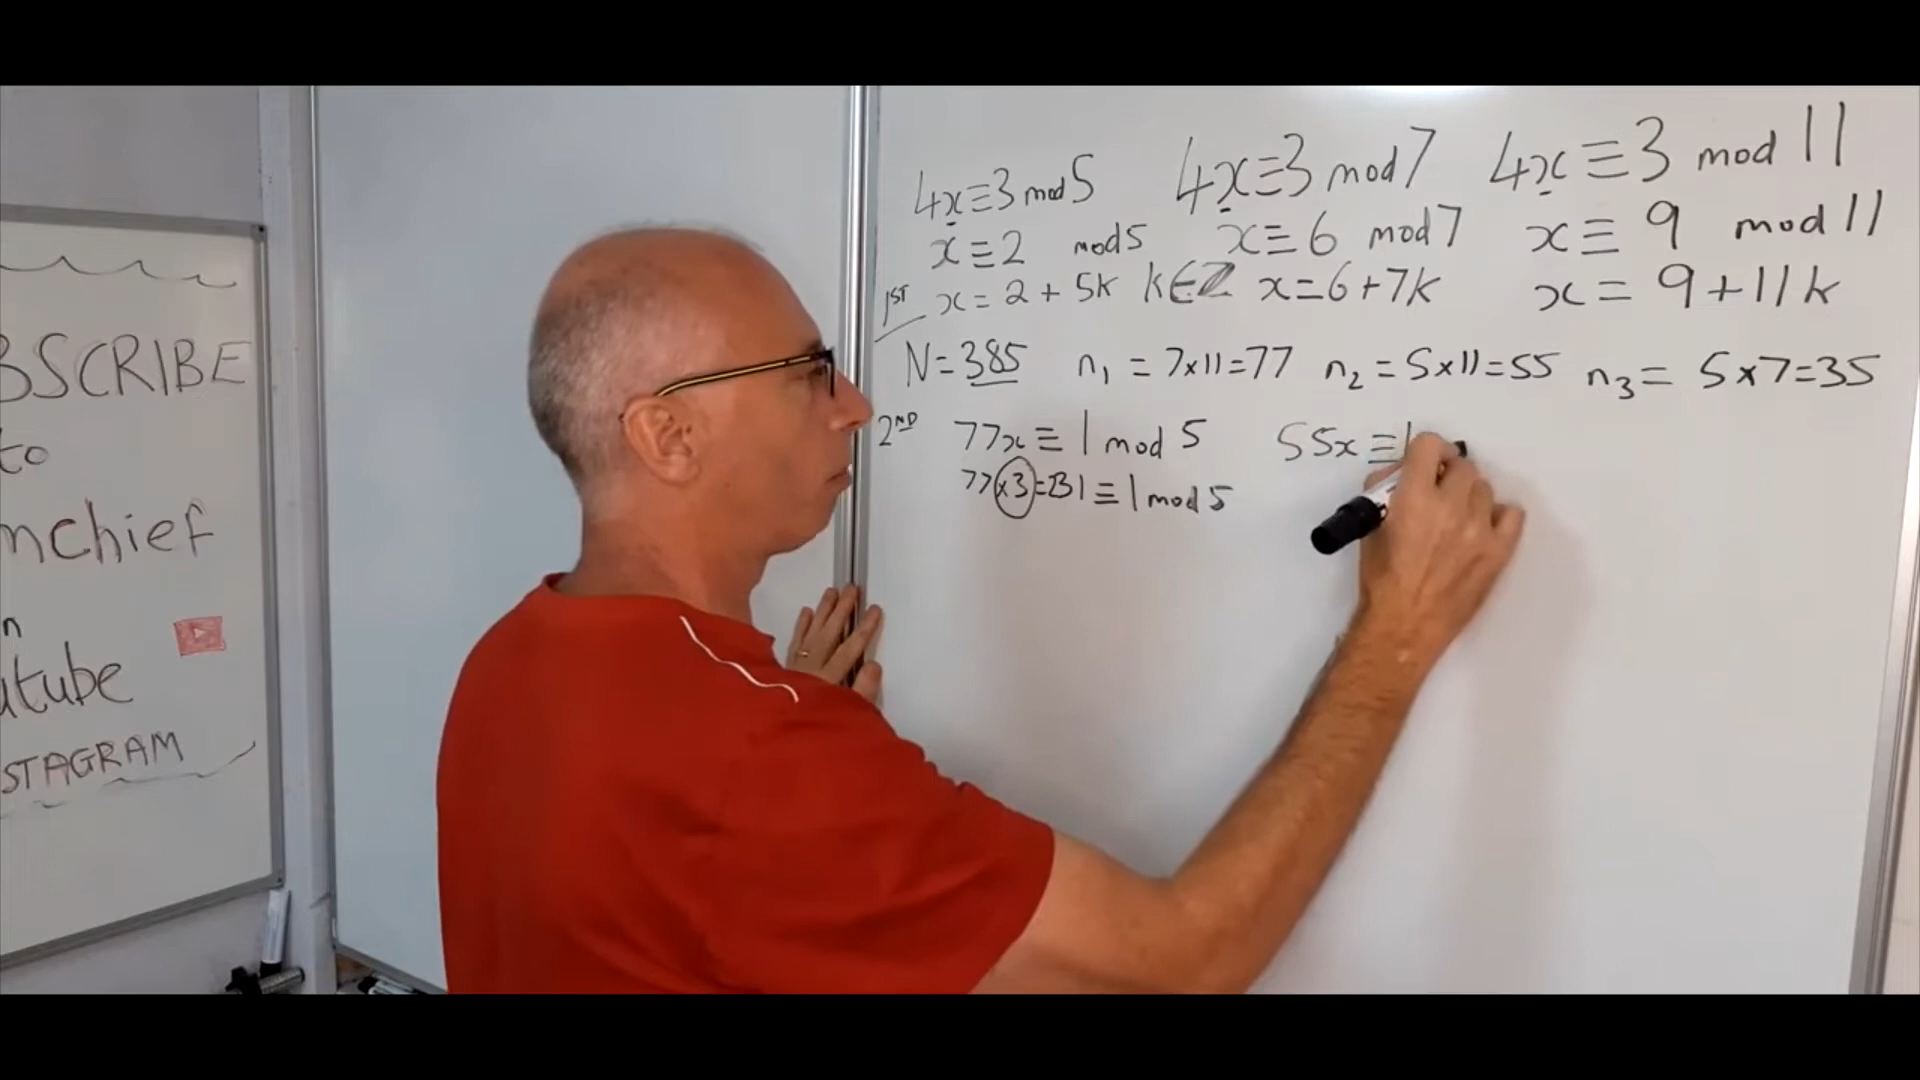 BSCRIBE
to
nchief
n
utube
STAGRAM
4x≡3 mod 5 4x≡3 mod 7 4x≡3 mod 11
x≡2 mod 5 x≡6 mod 7 x≡9 mod 11
1ST x=2+5k k∈Z x=6+7k x=9+11k
N=385 n₁=7×11=77 n₂=5×11=55 n₃=5×7=35
2ND 77x≡1 mod 5 55x≡1
77×3=231≡1 mod 5